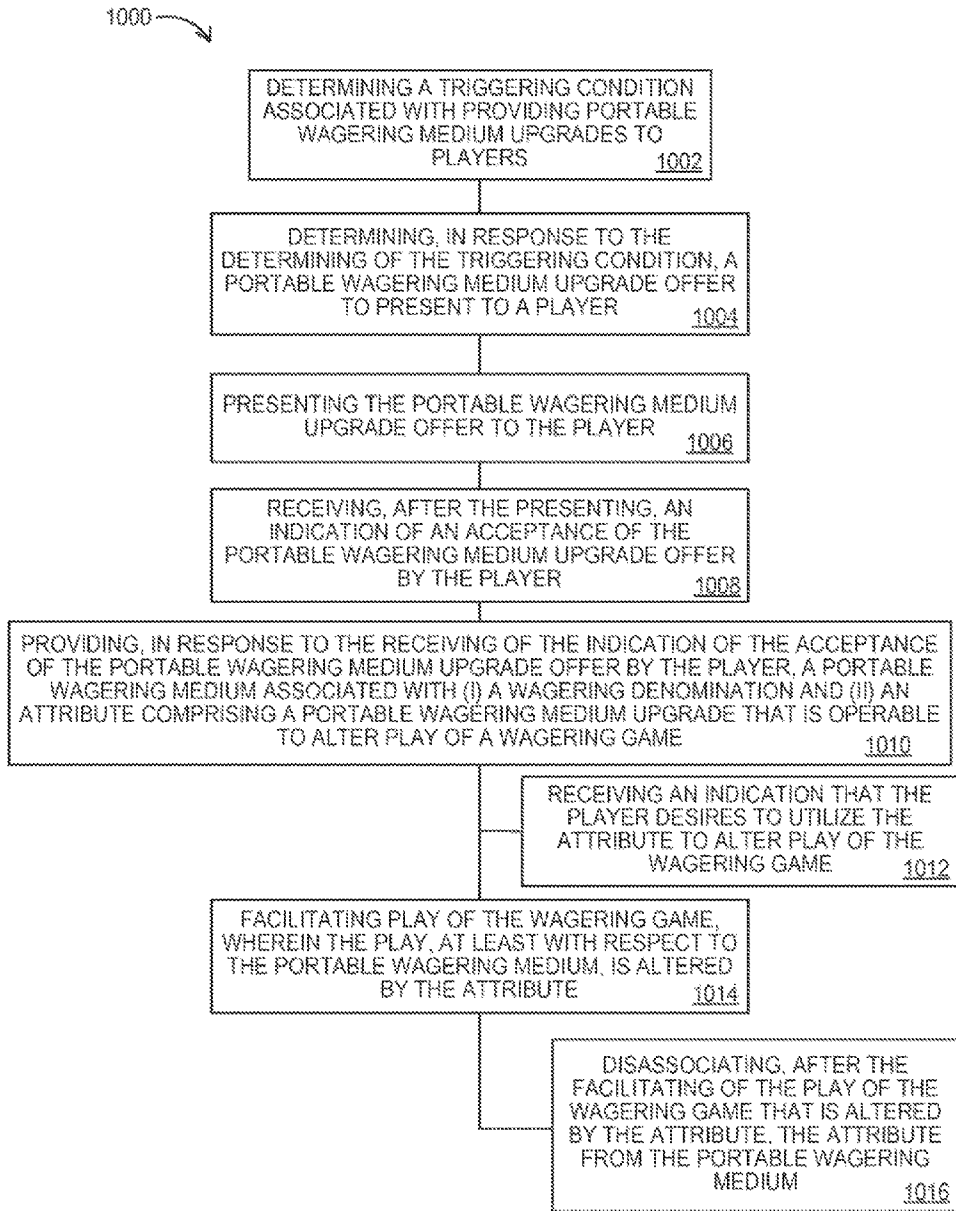 1000
DETERMINING A TRIGGERING CONDITION
ASSOCIATED WITH PROVIDING PORTABLE
WAGERING MEDIUM UPGRADES TO
PLAYERS
1002
DETERMINING, IN RESPONSE TO THE
DETERMINING OF THE TRIGGERING CONDITION, A
PORTABLE WAGERING MEDIUM UPGRADE OFFER
TO PRESENT TO A PLAYER
1004
PRESENTING THE PORTABLE WAGERING MEDIUM
UPGRADE OFFER TO THE PLAYER
1006
RECEIVING, AFTER THE PRESENTING, AN
INDICATION OF AN ACCEPTANCE OF THE
PORTABLE WAGERING MEDIUM UPGRADE OFFER
BY THE PLAYER
1008
PROVIDING, IN RESPONSE TO THE RECEIVING OF THE INDICATION OF THE ACCEPTANCE
OF THE PORTABLE WAGERING MEDIUM UPGRADE OFFER BY THE PLAYER, A PORTABLE
WAGERING MEDIUM ASSOCIATED WITH (I) A WAGERING DENOMINATION AND (II) AN
ATTRIBUTE COMPRISING A PORTABLE WAGERING MEDIUM UPGRADE THAT IS OPERABLE
TO ALTER PLAY OF A WAGERING GAME
1010
RECEIVING AN INDICATION THAT THE
PLAYER DESIRES TO UTILIZE THE
ATTRIBUTE TO ALTER PLAY OF THE
WAGERING GAME
1012
FACILITATING PLAY OF THE WAGERING GAME,
WHEREIN THE PLAY, AT LEAST WITH RESPECT TO
THE PORTABLE WAGERING MEDIUM, IS ALTERED
BY THE ATTRIBUTE
1014
DISASSOCIATING, AFTER THE
FACILITATING OF THE PLAY OF THE
WAGERING GAME THAT IS ALTERED
BY THE ATTRIBUTE, THE ATTRIBUTE
FROM THE PORTABLE WAGERING
MEDIUM
1016